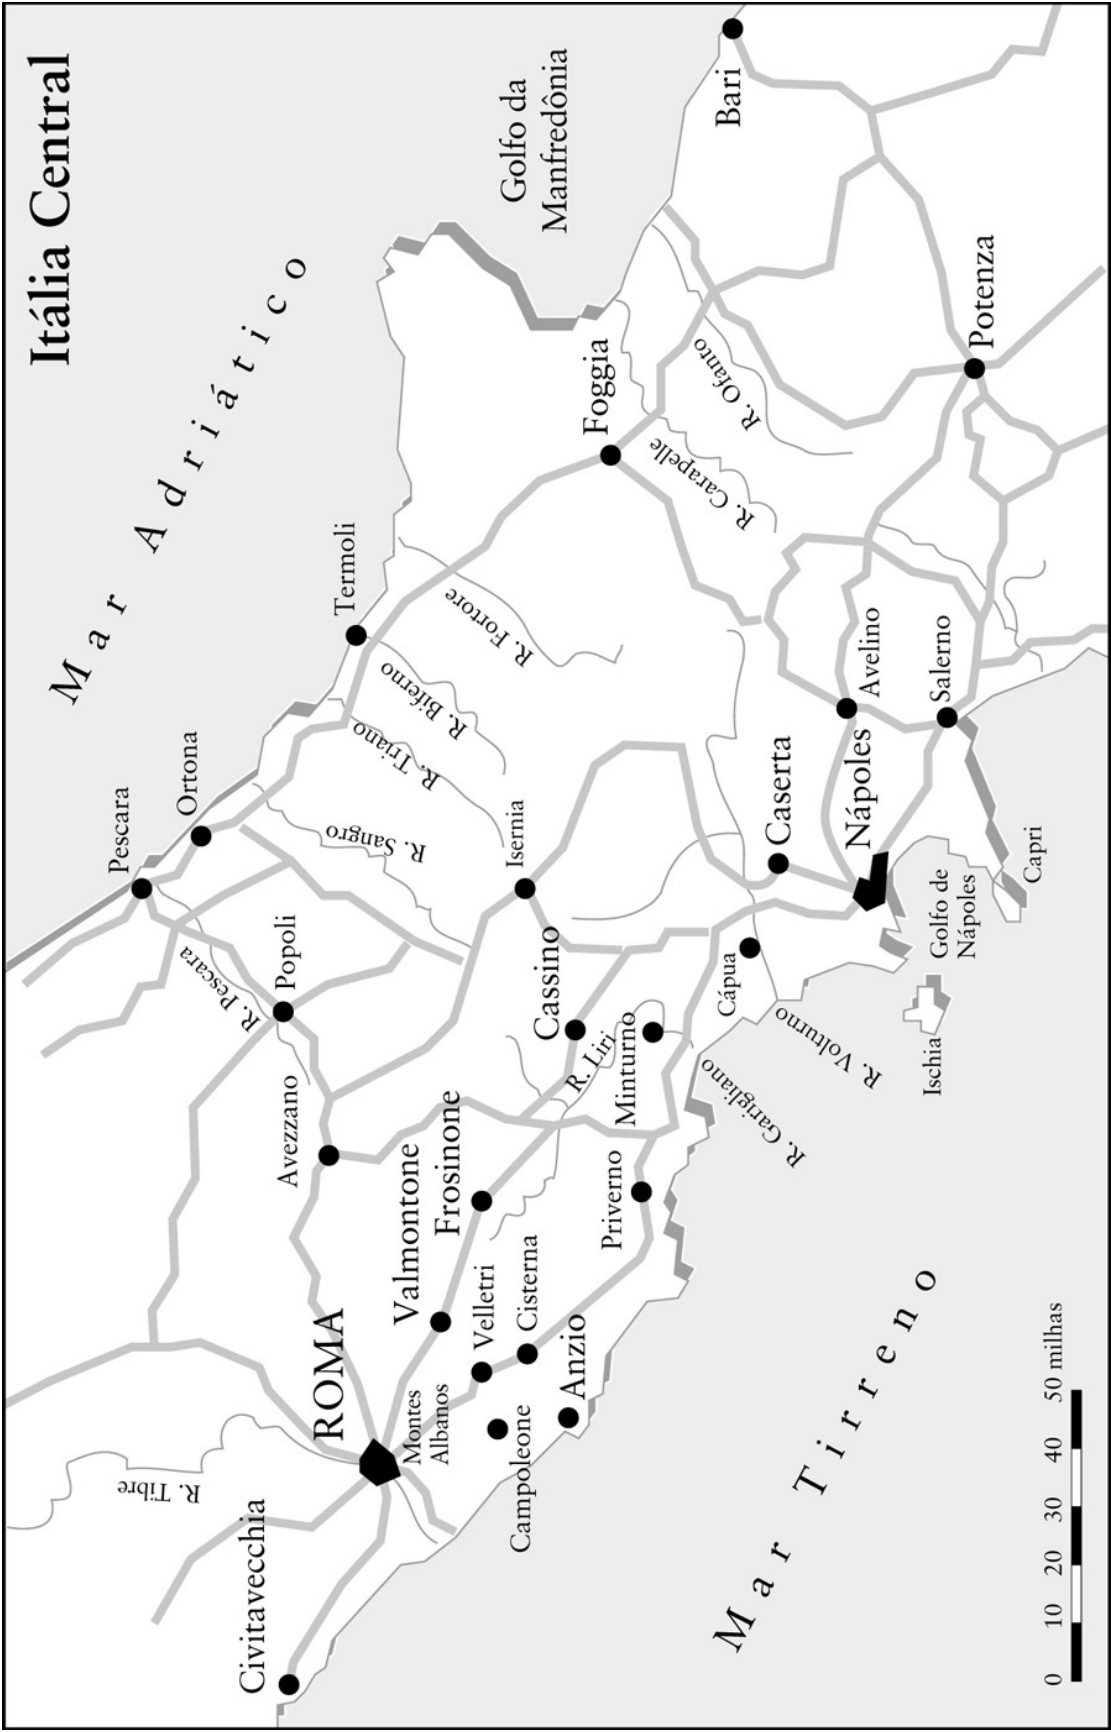 Itália Central
Mar Adriático
Golfo da
Manfredônia
Bari
Termoli
Foggia
Potenza
Pescara
Ortona
R. Fortore
R. Biferno
R. Triano
R. Sangro
R. Carapelle
R. Ofanto
Isernia
Popoli
R. Pescara
Avezzano
Cassino
R. Liri
Minturno
Caserta
Cápua
Avelino
Salerno
Nápoles
Golfo de
Nápoles
Capri
Ischia
R. Volturno
R. Garigliano
Valmontone
Frosinone
Priverno
ROMA
Montes
Albanos
Velletri
Cisterna
Campoleone
Anzio
R. Tibre
Civitavecchia
Mar Tirreno
0 10 20 30 40 50 milhas